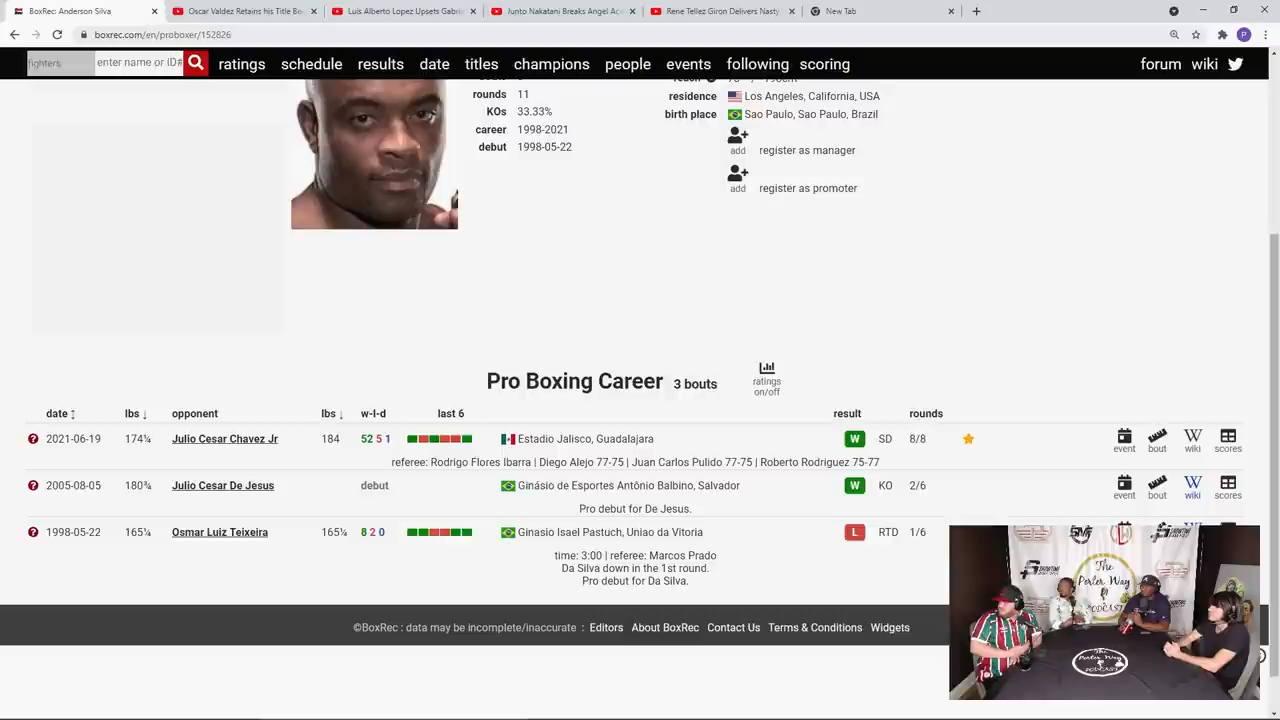 BoxRec: Anderson Silva
Oscar Valdez Retains his Title Bo
Luis Alberto Lopez Upsets Gabri
Junto Nakatani Breaks Angel Ac
Rene Tellez Giron Delivers Nasty
New Tab
boxrec.com/en/proboxer/152826
P
fighters
enter name or ID#
ratings schedule results date titles champions people events following scoring
forum wiki
rounds 11
KOs 33.33%
career 1998-2021
debut 1998-05-22
residence Los Angeles, California, USA
birth place Sao Paulo, Sao Paulo, Brazil
add register as manager
add register as promoter
Pro Boxing Career 3 bouts
ratings
on/off
date lbs opponent lbs w-l-d last 6 result rounds
2021-06-19 174¼ Julio Cesar Chavez Jr 184 52 5 1 Estadio Jalisco, Guadalajara W SD 8/8
event bout wiki scores
referee: Rodrigo Flores Ibarra | Diego Alejo 77-75 | Juan Carlos Pulido 77-75 | Roberto Rodriguez 75-77
2005-08-05 180¾ Julio Cesar De Jesus debut Ginásio de Esportes Antônio Balbino, Salvador W KO 2/6
event bout wiki scores
Pro debut for De Jesus.
1998-05-22 165¼ Osmar Luiz Teixeira 165¼ 8 2 0 Ginasio Isael Pastuch, Uniao da Vitoria L RTD 1/6
time: 3:00 | referee: Marcos Prado
Da Silva down in the 1st round.
Pro debut for Da Silva.
©BoxRec : data may be incomplete/inaccurate : Editors About BoxRec Contact Us Terms & Conditions Widgets
The
Porter Way
PODCAST
The
Porter Way
PODCAST